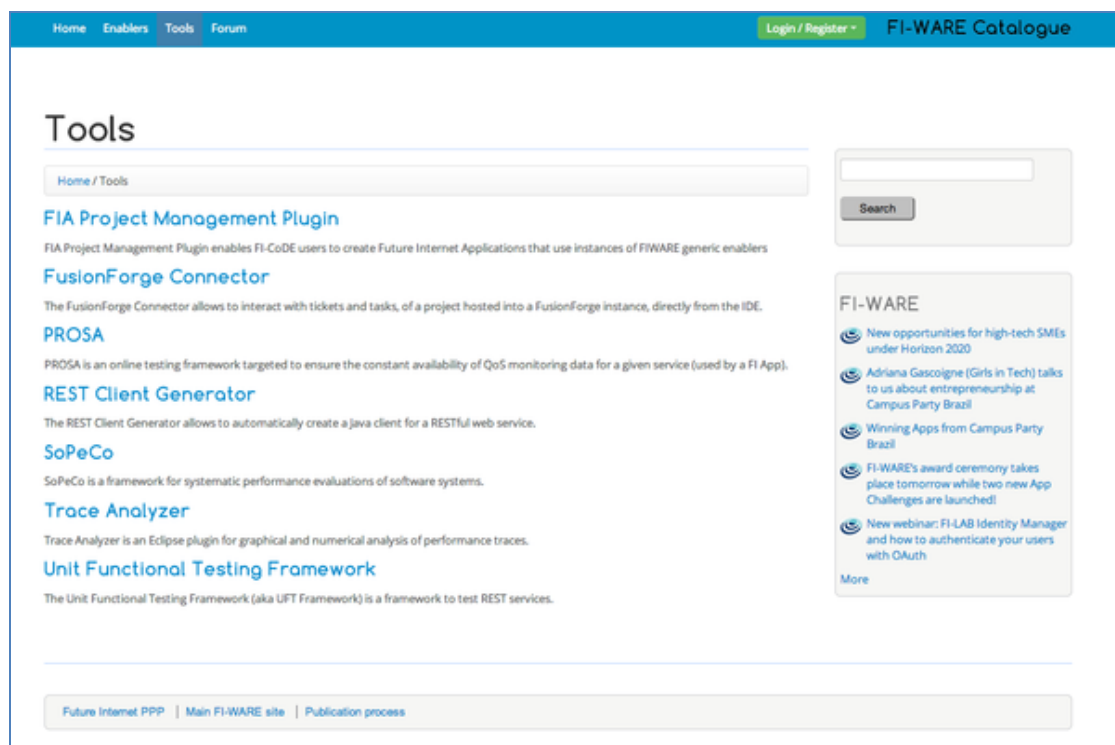 Home Enablers Tools Forum Login / Register FI-WARE Catalogue
Tools
Home / Tools
FIA Project Management Plugin
FIA Project Management Plugin enables FI-CoDE users to create Future Internet Applications that use instances of FIWARE generic enablers
FusionForge Connector
The FusionForge Connector allows to interact with tickets and tasks, of a project hosted into a FusionForge instance, directly from the IDE.
PROSA
PROSA is an online testing framework targeted to ensure the constant availability of QoS monitoring data for a given service (used by a FI App).
REST Client Generator
The REST Client Generator allows to automatically create a Java client for a RESTful web service.
SoPeCo
SoPeCo is a framework for systematic performance evaluations of software systems.
Trace Analyzer
Trace Analyzer is an Eclipse plugin for graphical and numerical analysis of performance traces.
Unit Functional Testing Framework
The Unit Functional Testing Framework (aka UFT Framework) is a framework to test REST services.
Search
FI-WARE
New opportunities for high-tech SMEs
under Horizon 2020
Adriana Gascoigne (Girls in Tech) talks
to us about entrepreneurship at
Campus Party Brazil
Winning Apps from Campus Party
Brazil
FI-WARE's award ceremony takes
place tomorrow while two new App
Challenges are launched!
New webinar: FI-LAB Identity Manager
and how to authenticate your users
with OAuth
More
Future Internet PPP | Main FI-WARE site | Publication process